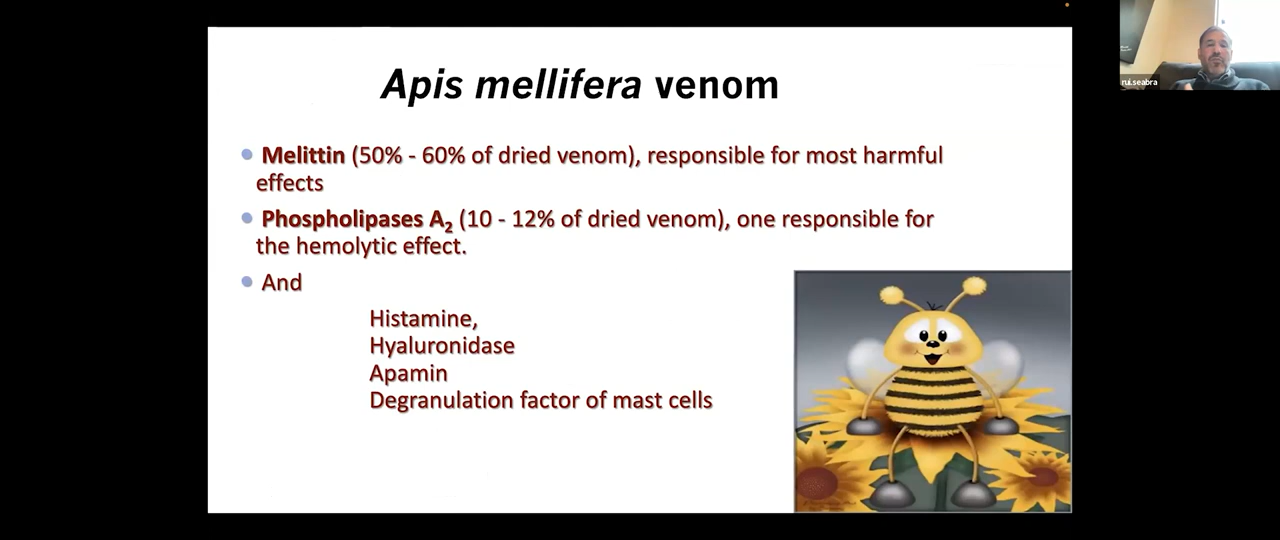 Apis mellifera venom
Melittin (50% - 60% of dried venom), responsible for most harmful
effects
Phospholipases A2 (10 - 12% of dried venom), one responsible for
the hemolytic effect.
And
Histamine,
Hyaluronidase
Apamin
Degranulation factor of mast cells
rui.seabra